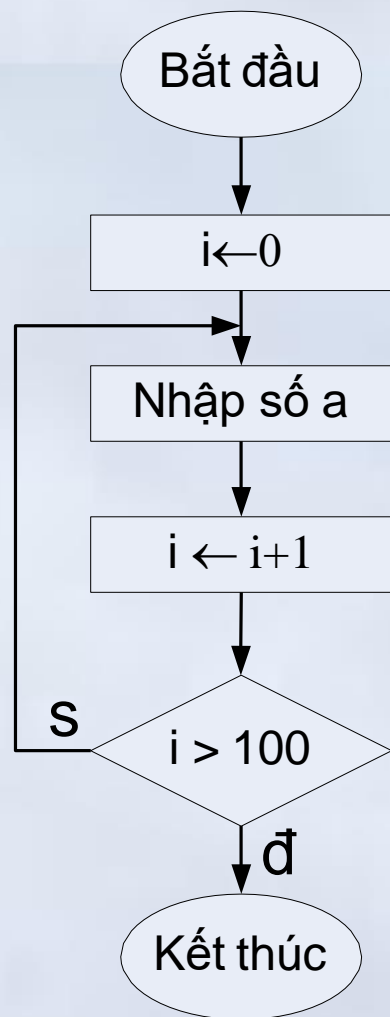 Bắt đầu
i←0
Nhập số a
i ← i+1
i > 100
s
đ
Kết thúc